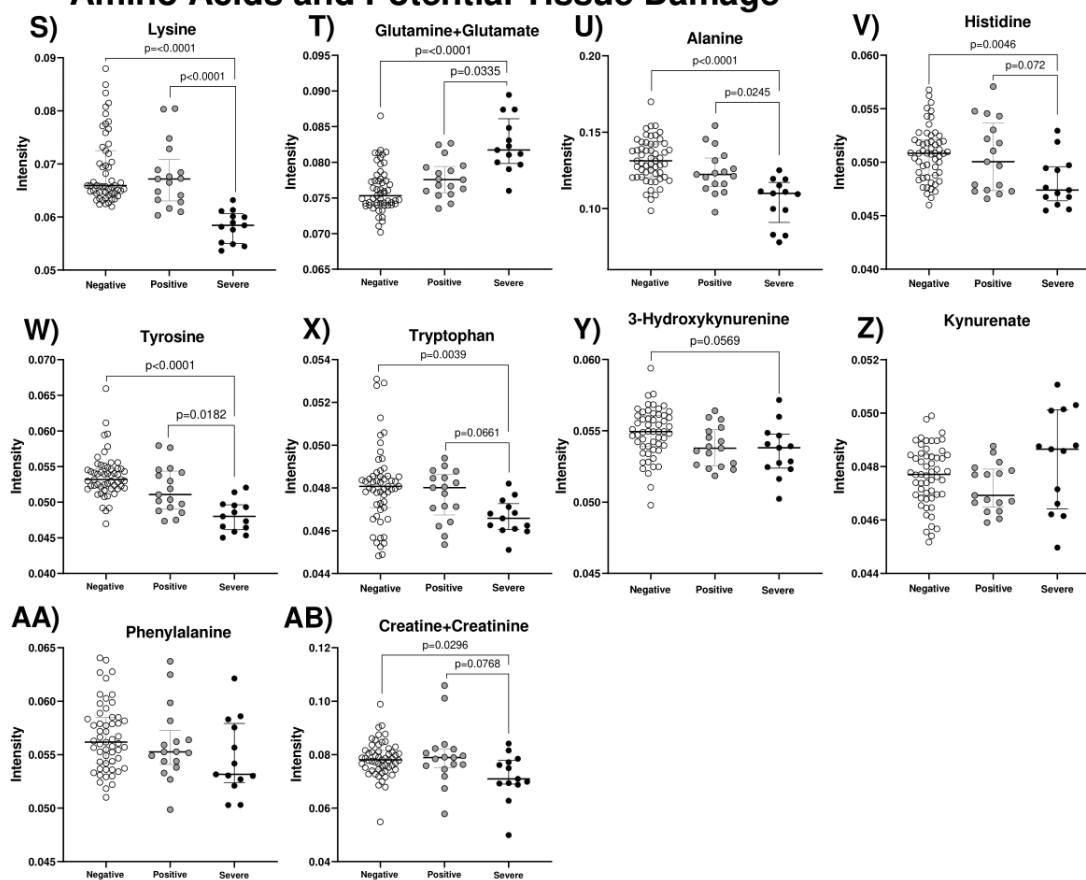 Amino Acids and Potential Tissue Damage
S)
Lysine
p=<0.0001
p<0.0001
Intensity
0.09
0.08
0.07
0.06
0.05
Negative Positive Severe
T)
Glutamine+Glutamate
p=<0.0001
p=0.0335
Intensity
0.095
0.090
0.085
0.080
0.075
0.070
0.065
Negative Positive Severe
U)
Alanine
p<0.0001
p=0.0245
Intensity
0.20
0.15
0.10
Negative Positive Severe
V)
Histidine
p=0.0046
p=0.072
Intensity
0.060
0.055
0.050
0.045
0.040
Negative Positive Severe
W)
Tyrosine
p<0.0001
p=0.0182
Intensity
0.070
0.065
0.060
0.055
0.050
0.045
0.040
Negative Positive Severe
X)
Tryptophan
p=0.0039
p=0.0661
Intensity
0.054
0.052
0.050
0.048
0.046
0.044
Negative Positive Severe
Y)
3-Hydroxykynurenine
p=0.0569
Intensity
0.060
0.055
0.050
0.045
Negative Positive Severe
Z)
Kynurenate
Intensity
0.052
0.050
0.048
0.046
0.044
Negative Positive Severe
AA)
Phenylalanine
Intensity
0.065
0.060
0.055
0.050
0.045
Negative Positive Severe
AB)
Creatine+Creatinine
p=0.0296
p=0.0768
Intensity
0.12
0.10
0.08
0.06
0.04
Negative Positive Severe